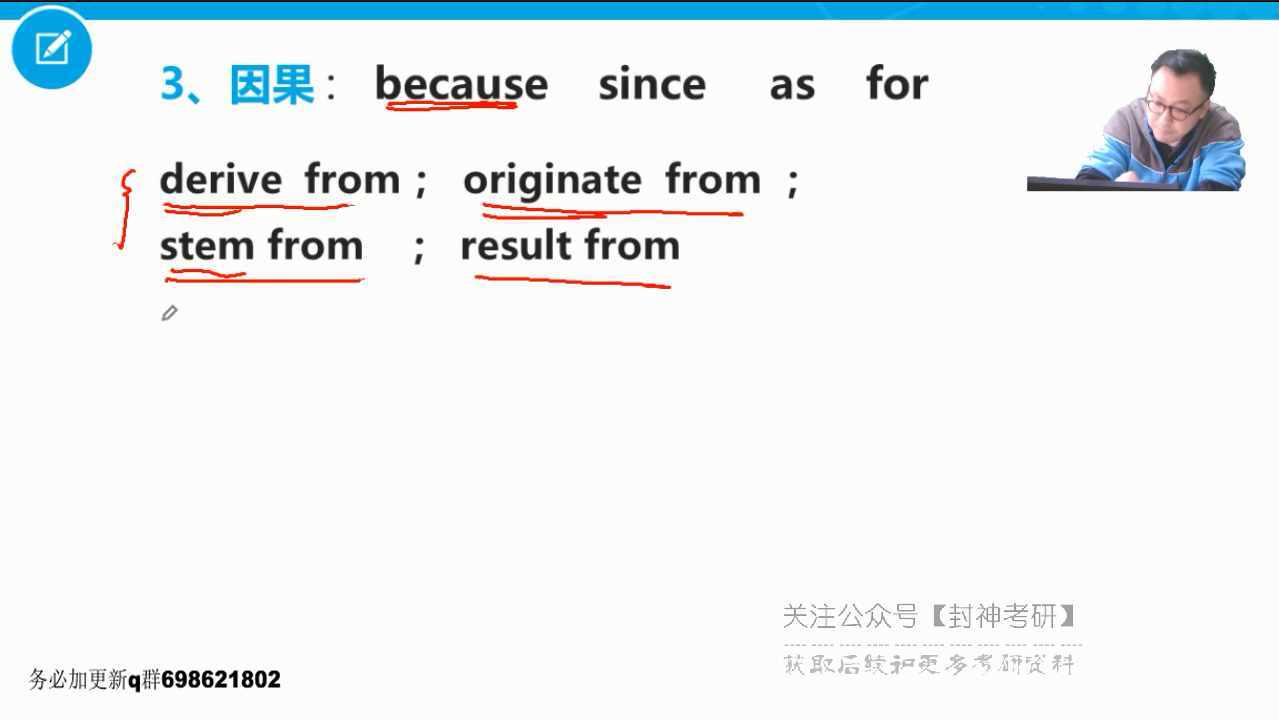 3、因果： because since as for
derive from； originate from ；
stem from ； result from
关注公众号【封神考研】
获取后续和更多考研资料
务必加更新q群698621802